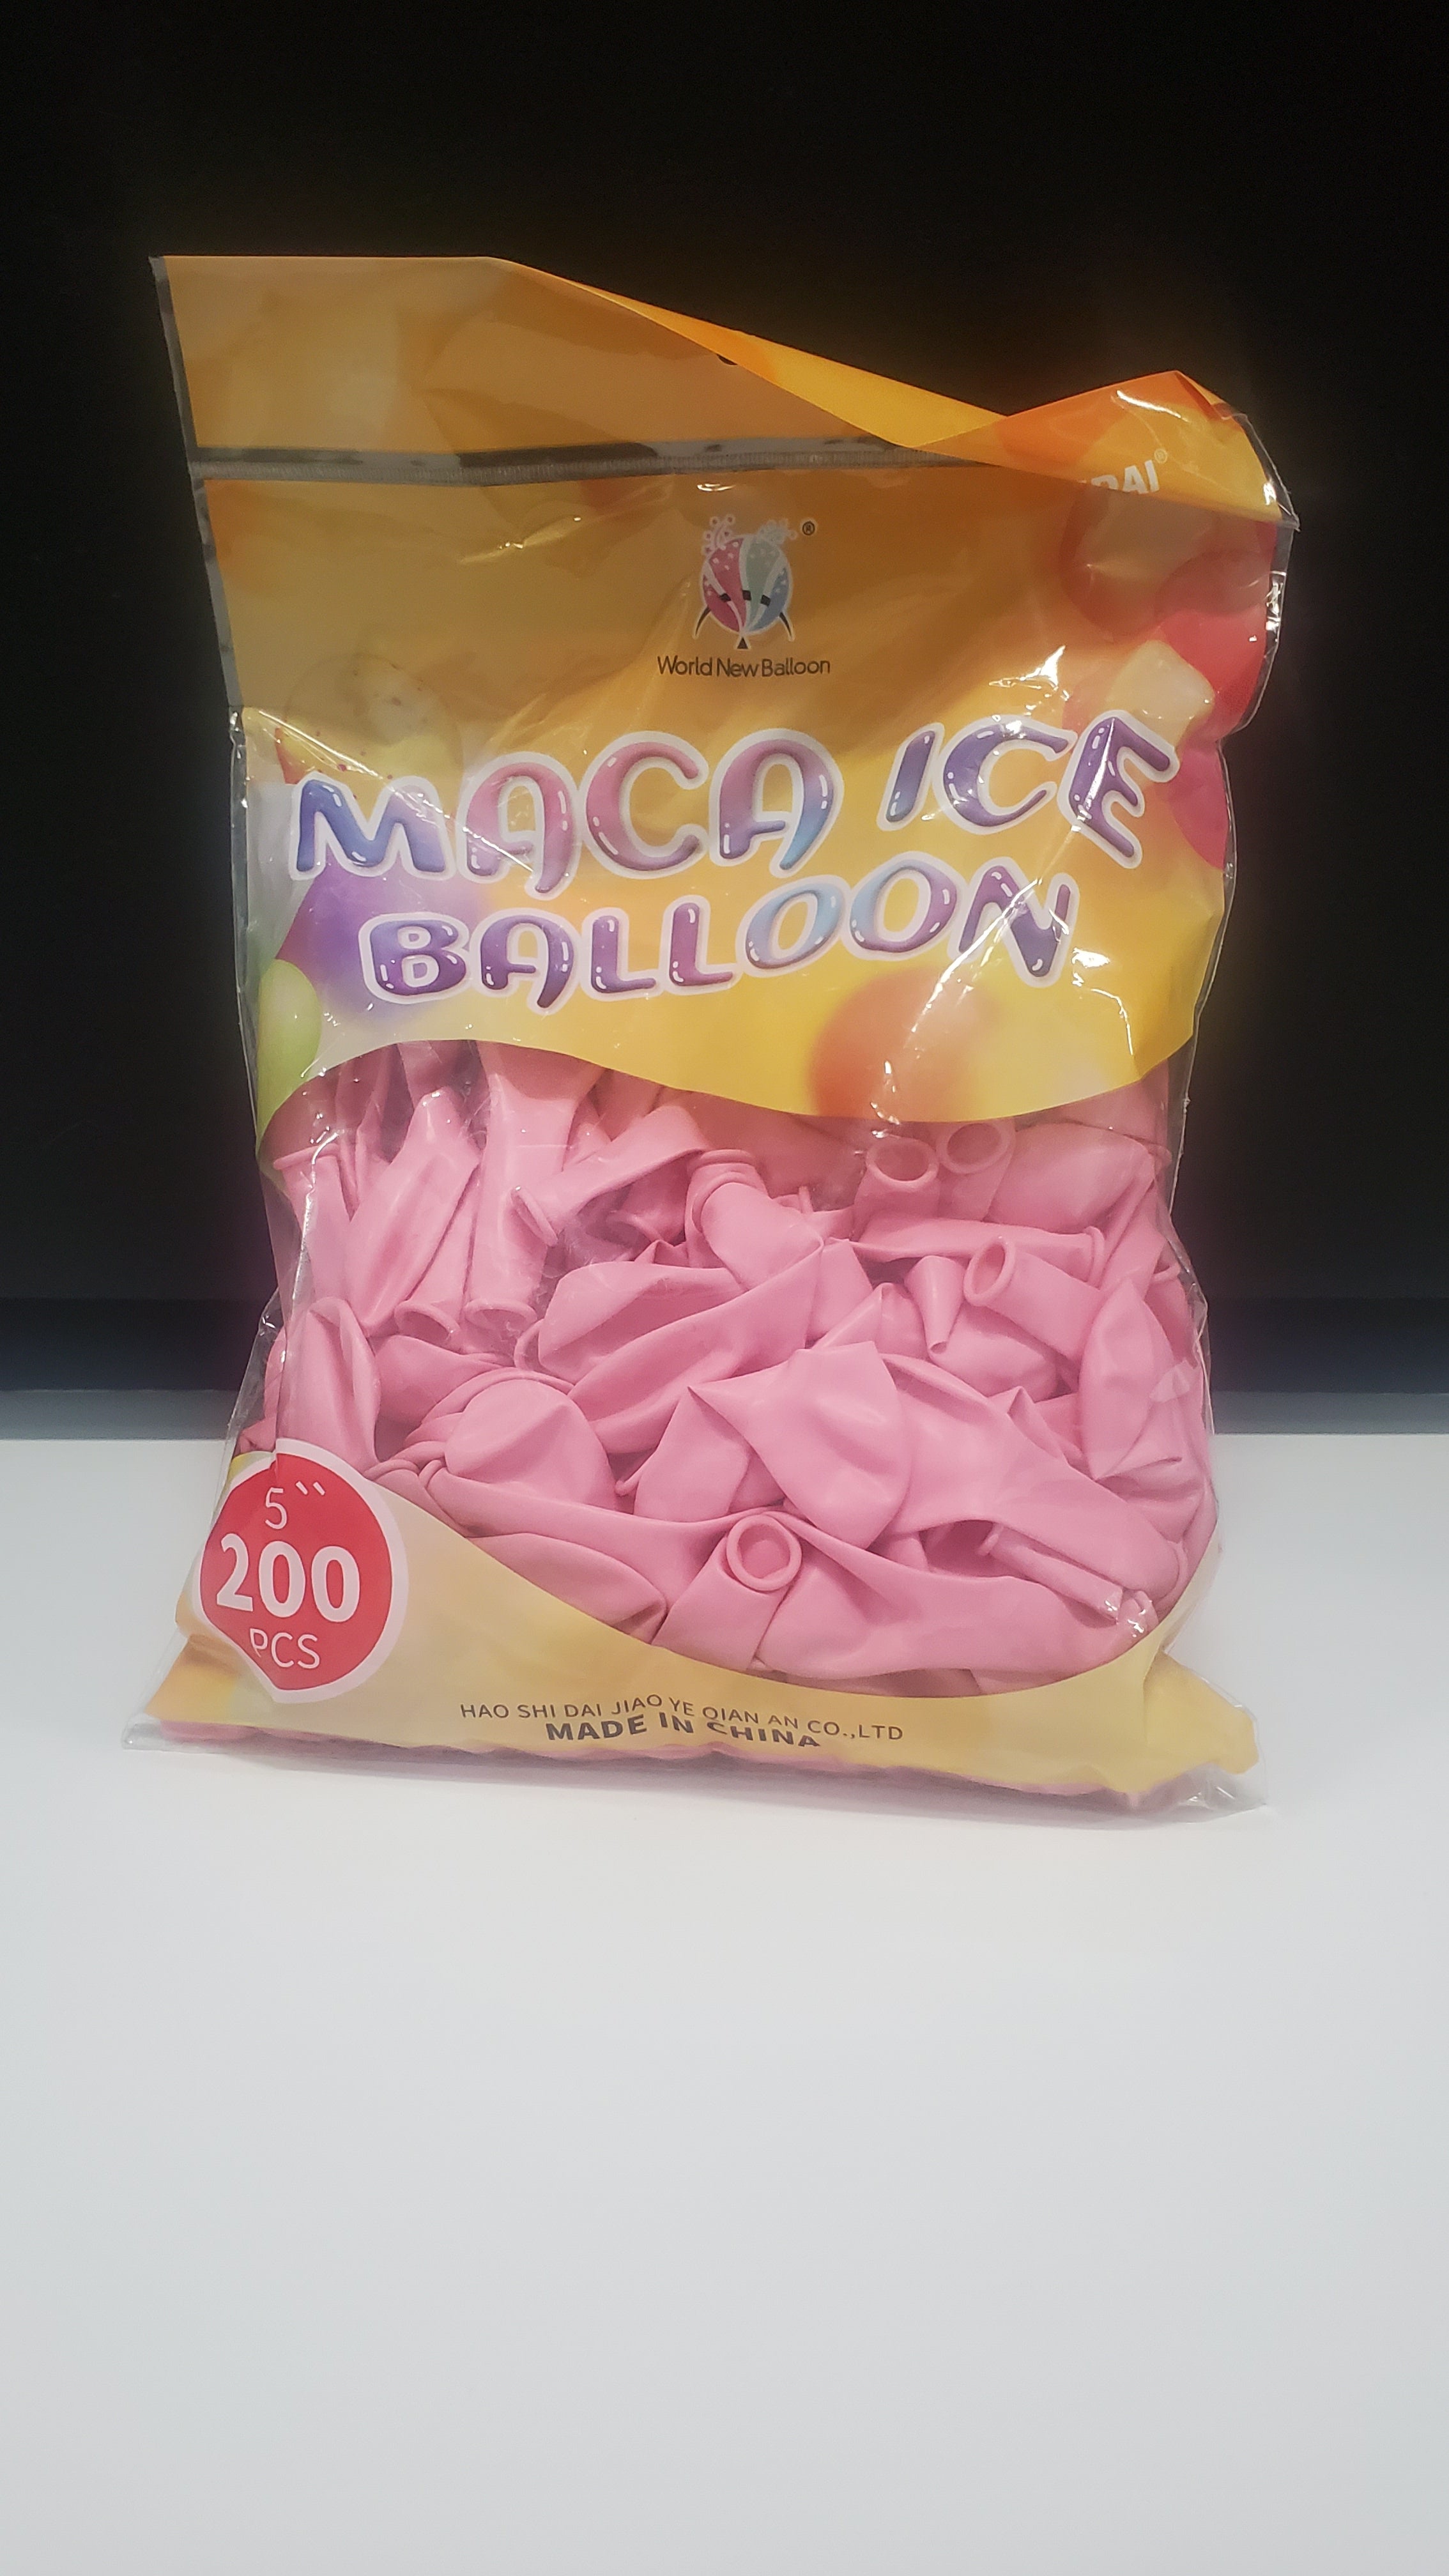 World New Balloon
®
MACA ICE
BALLOON
5``
200
PCS
HAO SHI DAI JIAO YE QIAN AN CO.,LTD
MADE IN CHINA